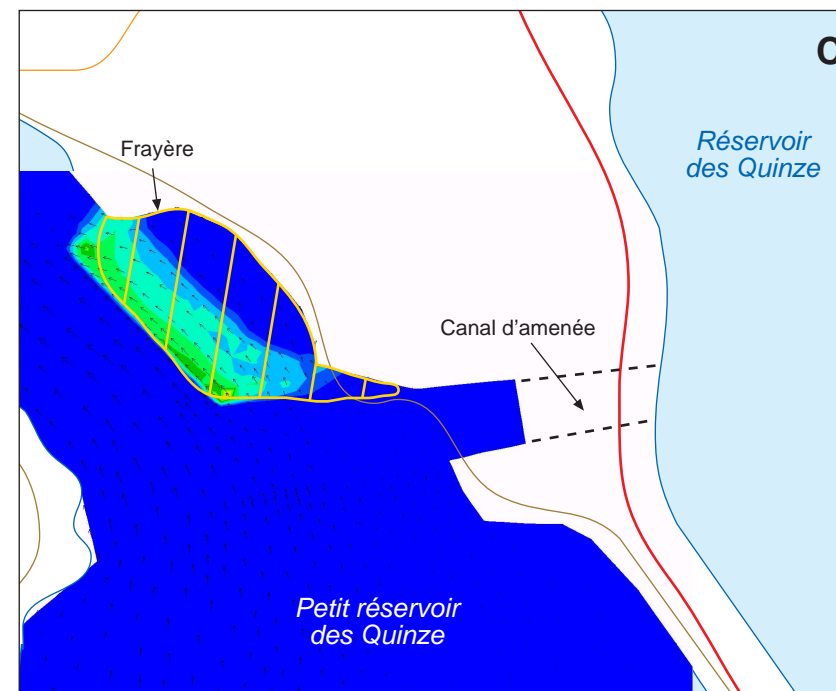 O
Frayère
Réservoir
des Quinze
Canal d'amenée
Petit réservoir
des Quinze